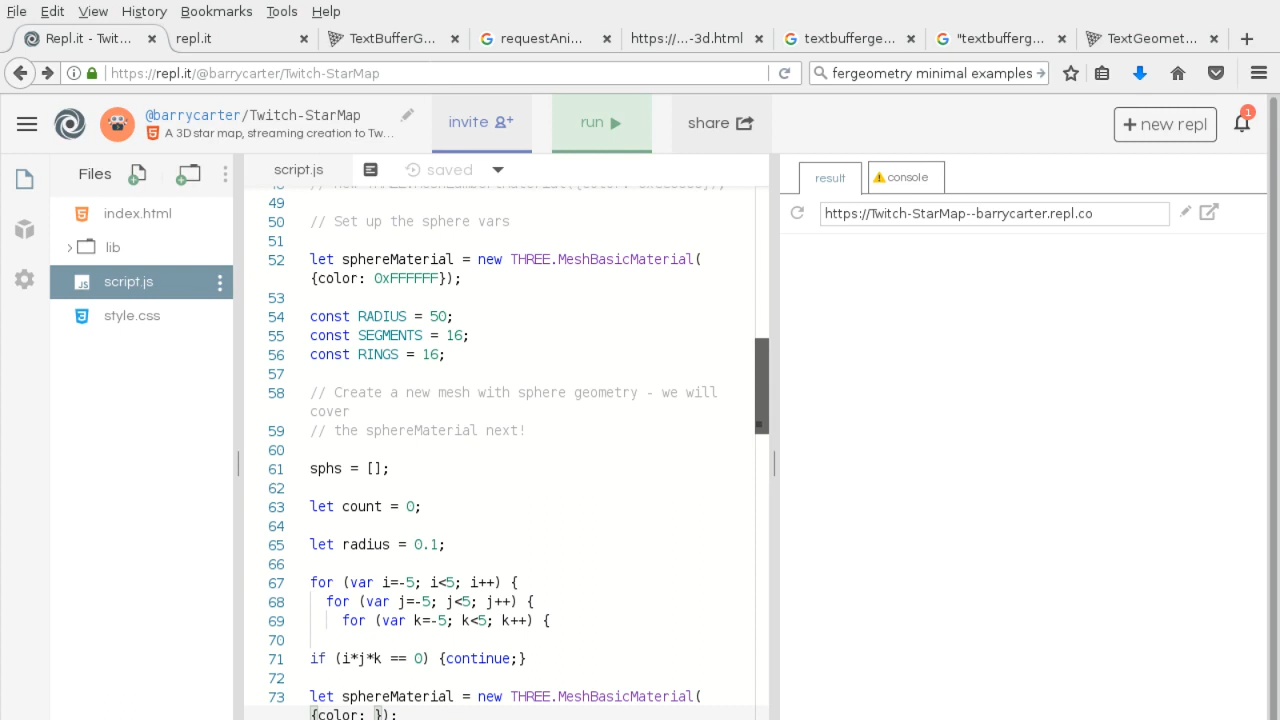 File Edit View History Bookmarks Tools Help
Repl.it - Twit... × repl.it × TextBufferG... × requestAni... × https://...-3d.html × textbufferge... × "textbufferg... × TextGeomet... × +
https://repl.it/@barrycarter/Twitch-StarMap
fergeometry minimal examples
@barrycarter/Twitch-StarMap
A 3D star map, streaming creation to Tw...
invite
run
share
+ new repl
1
Files
index.html
lib
script.js
style.css
script.js
saved
49
50 // Set up the sphere vars
51
52 let sphereMaterial = new THREE.MeshBasicMaterial(
{color: 0xFFFFFF});
53
54 const RADIUS = 50;
55 const SEGMENTS = 16;
56 const RINGS = 16;
57
58 // Create a new mesh with sphere geometry - we will
cover
59 // the sphereMaterial next!
60
61 sphs = [];
62
63 let count = 0;
64
65 let radius = 0.1;
66
67 for (var i=-5; i<5; i++) {
68 for (var j=-5; j<5; j++) {
69 for (var k=-5; k<5; k++) {
70
71 if (i*j*k == 0) {continue;}
72
73 let sphereMaterial = new THREE.MeshBasicMaterial(
{color: });
result
console
https://Twitch-StarMap--barrycarter.repl.co